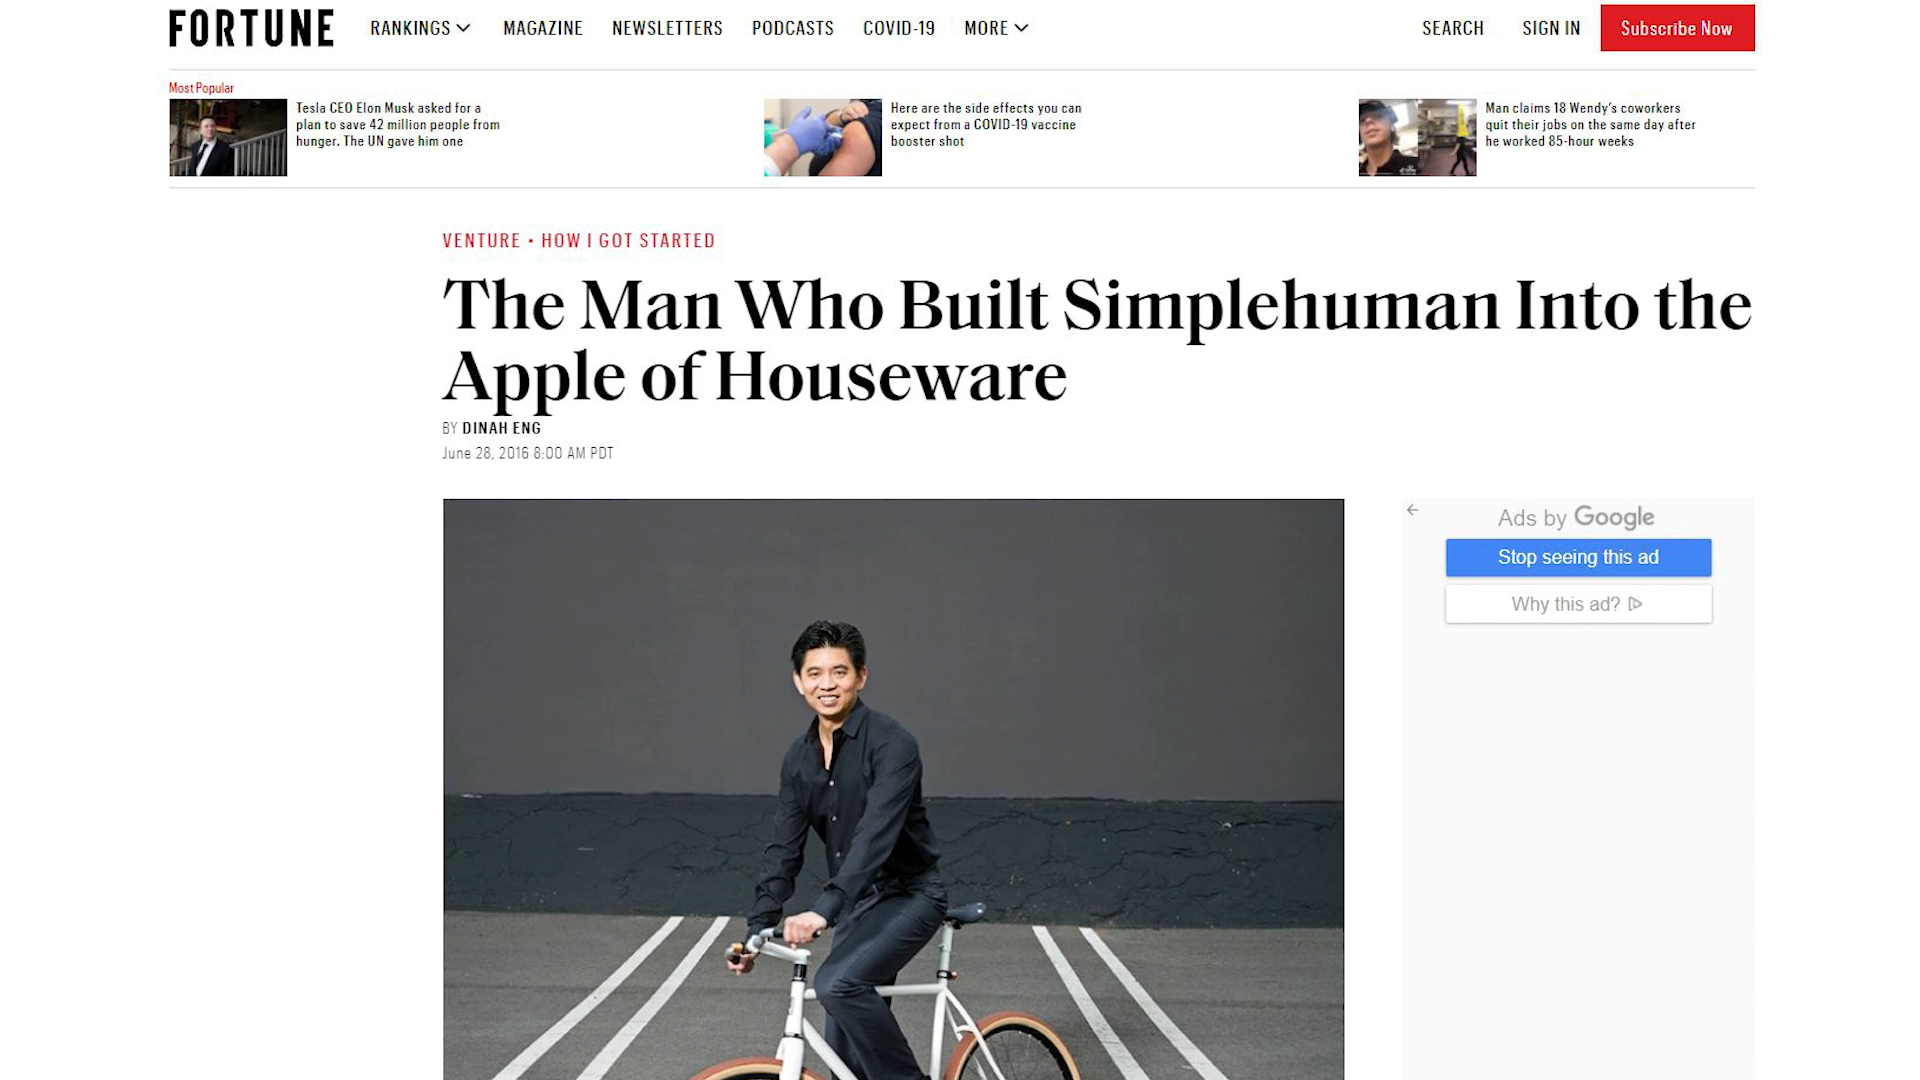 FORTUNE
RANKINGS
MAGAZINE
NEWSLETTERS
PODCASTS
COVID-19
MORE
SEARCH
SIGN IN
Subscribe Now
Most Popular
Tesla CEO Elon Musk asked for a
plan to save 42 million people from
hunger. The UN gave him one
Here are the side effects you can
expect from a COVID-19 vaccine
booster shot
Man claims 18 Wendy's coworkers
quit their jobs on the same day after
he worked 85-hour weeks
VENTURE • HOW I GOT STARTED
The Man Who Built Simplehuman Into the
Apple of Houseware
BY DINAH ENG
June 28, 2016 8:00 AM PDT
Ads by Google
Stop seeing this ad
Why this ad?